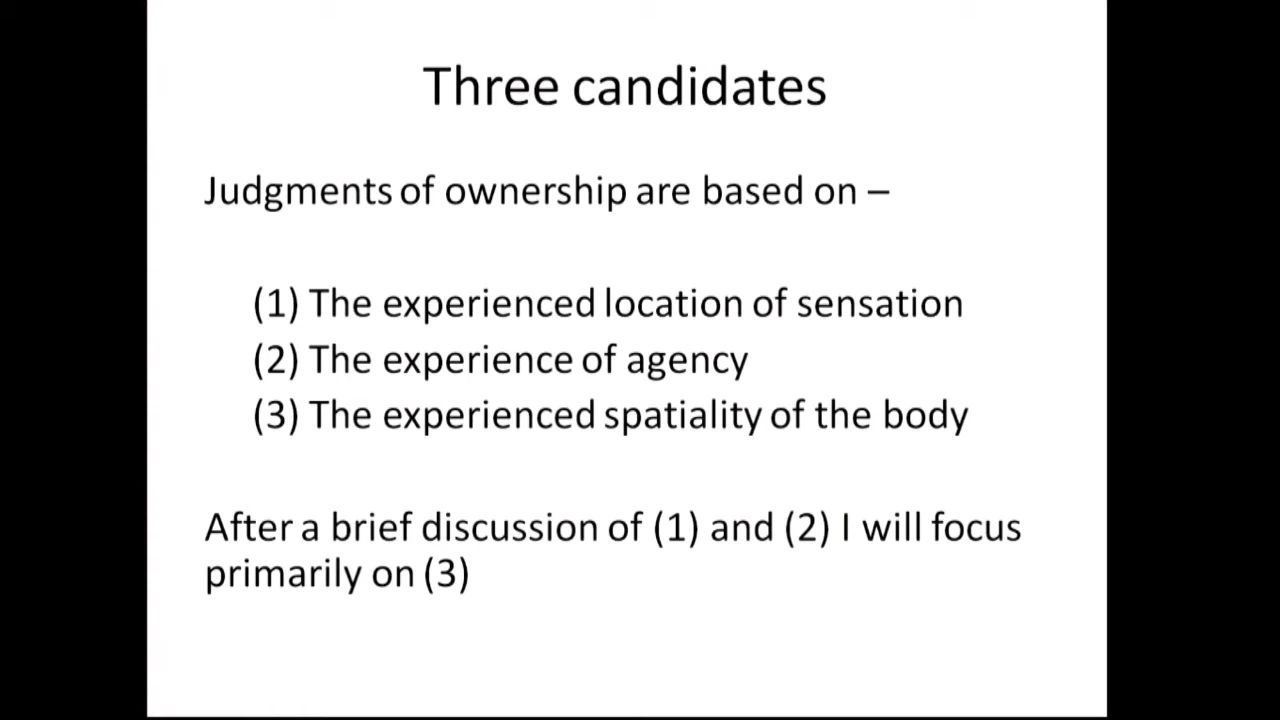 Three candidates
Judgments of ownership are based on –
(1) The experienced location of sensation
(2) The experience of agency
(3) The experienced spatiality of the body
After a brief discussion of (1) and (2) I will focus
primarily on (3)